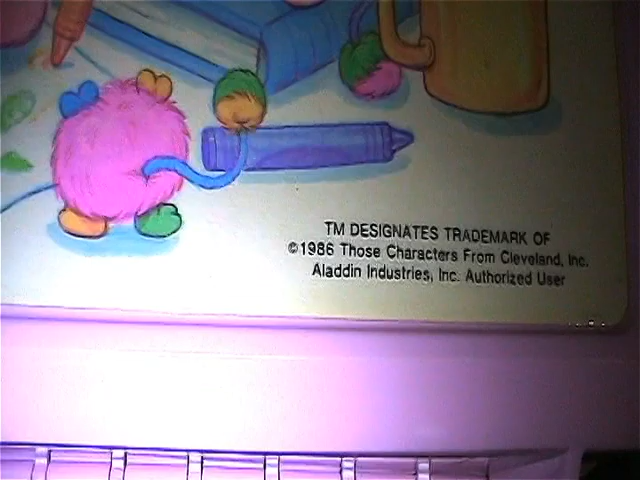 TM DESIGNATES TRADEMARK OF
©1986 Those Characters From Cleveland, Inc.
Aladdin Industries, Inc. Authorized User